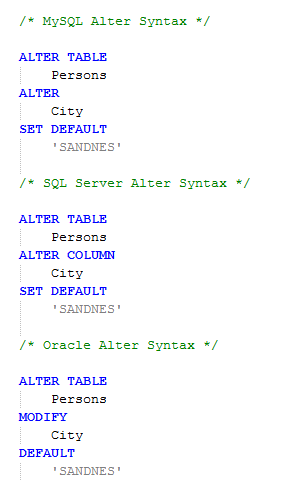 /* MySQL Alter Syntax */
ALTER TABLE
Persons
ALTER
City
SET DEFAULT
'SANDNES'
/* SQL Server Alter Syntax */
ALTER TABLE
Persons
ALTER COLUMN
City
SET DEFAULT
'SANDNES'
/* Oracle Alter Syntax */
ALTER TABLE
Persons
MODIFY
City
DEFAULT
'SANDNES'